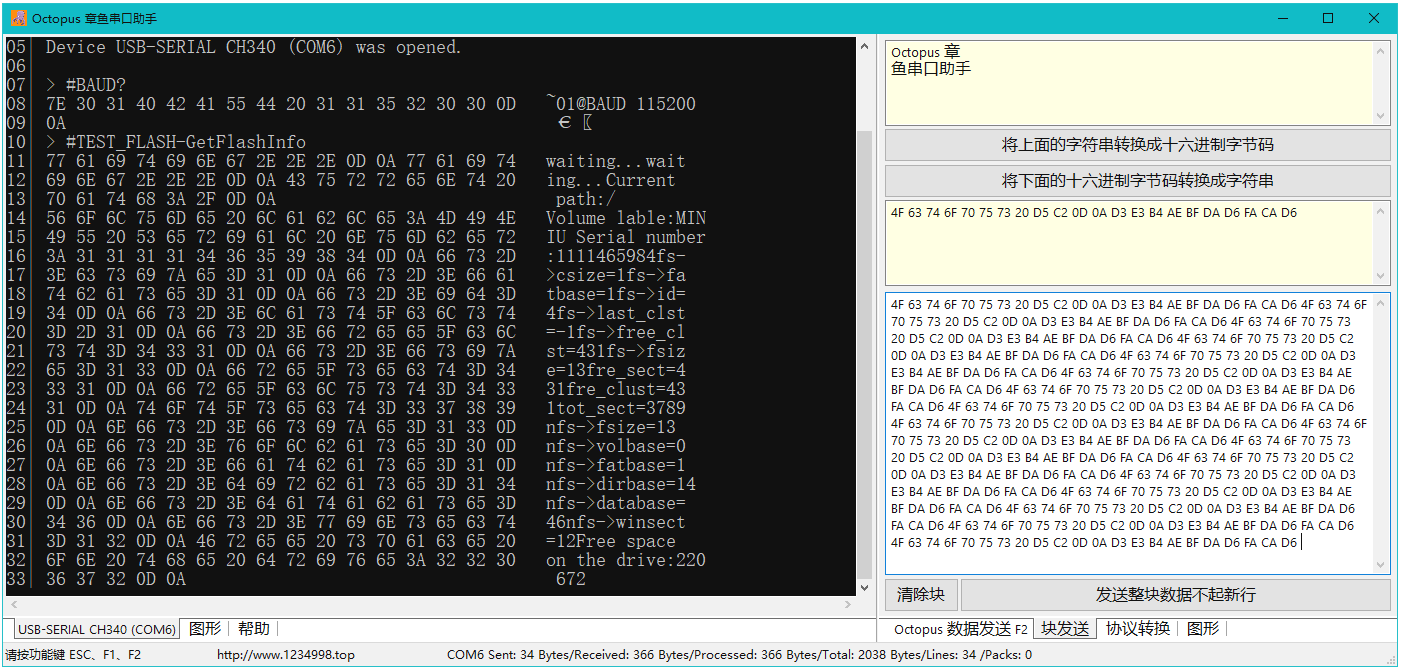 Octopus 章鱼串口助手
05 Device USB-SERIAL CH340 (COM6) was opened.
06
07 > #BAUD?
08 7E 30 31 40 42 41 55 44 20 31 31 35 32 30 30 0D ~01@BAUD 115200
09 0A € 〖
10 > #TEST_FLASH-GetFlashInfo
11 77 61 69 74 69 6E 67 2E 2E 2E 0D 0A 77 61 69 74 waiting...wait
12 69 6E 67 2E 2E 2E 0D 0A 43 75 72 72 65 6E 74 20 ing...Current
13 70 61 74 68 3A 2F 0D 0A path:/
14 56 6F 6C 75 6D 65 20 6C 61 62 6C 65 3A 4D 49 4E Volume lable:MIN
15 49 55 20 53 65 72 69 61 6C 20 6E 75 6D 62 65 72 IU Serial number
16 3A 31 31 31 31 34 36 35 39 38 34 0D 0A 66 73 2D :1111465984fs-
17 3E 63 73 69 7A 65 3D 31 0D 0A 66 73 2D 3E 66 61 >csize=1fs->fa
18 74 62 61 73 65 3D 31 0D 0A 66 73 2D 3E 69 64 3D tbase=1fs->id=
19 34 0D 0A 66 73 2D 3E 6C 61 73 74 5F 63 6C 73 74 4fs->last_clst
20 3D 2D 31 0D 0A 66 73 2D 3E 66 72 65 65 5F 63 6C =-1fs->free_cl
21 73 74 3D 34 33 31 0D 0A 66 73 2D 3E 66 73 69 7A st=431fs->fsiz
22 65 3D 31 33 0D 0A 66 72 65 5F 73 65 63 74 3D 34 e=13fre_sect=4
23 33 31 0D 0A 66 72 65 5F 63 6C 75 73 74 3D 34 33 31fre_clust=43
24 31 0D 0A 74 6F 74 5F 73 65 63 74 3D 33 37 38 39 1tot_sect=3789
25 0D 0A 6E 66 73 2D 3E 66 73 69 7A 65 3D 31 33 0D nfs->fsize=13
26 0A 6E 66 73 2D 3E 76 6F 6C 62 61 73 65 3D 30 0D nfs->volbase=0
27 0A 6E 66 73 2D 3E 66 61 74 62 61 73 65 3D 31 0D nfs->fatbase=1
28 0A 6E 66 73 2D 3E 64 69 72 62 61 73 65 3D 31 34 nfs->dirbase=14
29 0D 0A 6E 66 73 2D 3E 64 61 74 61 62 61 73 65 3D nfs->database=
30 34 36 0D 0A 6E 66 73 2D 3E 77 69 6E 73 65 63 74 46nfs->winsect
31 3D 31 32 0D 0A 46 72 65 65 20 73 70 61 63 65 20 =12Free space
32 6F 6E 20 74 68 65 20 64 72 69 76 65 3A 32 32 30 on the drive:220
33 36 37 32 0D 0A 672
USB-SERIAL CH340 (COM6) 图形 帮助
Octopus 章
鱼串口助手
将上面的字符串转换成十六进制字节码
将下面的十六进制字节码转换成字符串
4F 63 74 6F 70 75 73 20 D5 C2 0D 0A D3 E3 B4 AE BF DA D6 FA CA D6
4F 63 74 6F 70 75 73 20 D5 C2 0D 0A D3 E3 B4 AE BF DA D6 FA CA D6 4F 63 74 6F
70 75 73 20 D5 C2 0D 0A D3 E3 B4 AE BF DA D6 FA CA D6 4F 63 74 6F 70 75 73
20 D5 C2 0D 0A D3 E3 B4 AE BF DA D6 FA CA D6 4F 63 74 6F 70 75 73 20 D5 C2
0D 0A D3 E3 B4 AE BF DA D6 FA CA D6 4F 63 74 6F 70 75 73 20 D5 C2 0D 0A D3
E3 B4 AE BF DA D6 FA CA D6 4F 63 74 6F 70 75 73 20 D5 C2 0D 0A D3 E3 B4 AE
BF DA D6 FA CA D6 4F 63 74 6F 70 75 73 20 D5 C2 0D 0A D3 E3 B4 AE BF DA D6
FA CA D6 4F 63 74 6F 70 75 73 20 D5 C2 0D 0A D3 E3 B4 AE BF DA D6 FA CA D6
4F 63 74 6F 70 75 73 20 D5 C2 0D 0A D3 E3 B4 AE BF DA D6 FA CA D6 4F 63 74 6F
70 75 73 20 D5 C2 0D 0A D3 E3 B4 AE BF DA D6 FA CA D6 4F 63 74 6F 70 75 73
20 D5 C2 0D 0A D3 E3 B4 AE BF DA D6 FA CA D6 4F 63 74 6F 70 75 73 20 D5 C2
0D 0A D3 E3 B4 AE BF DA D6 FA CA D6 4F 63 74 6F 70 75 73 20 D5 C2 0D 0A D3
E3 B4 AE BF DA D6 FA CA D6 4F 63 74 6F 70 75 73 20 D5 C2 0D 0A D3 E3 B4 AE
BF DA D6 FA CA D6 4F 63 74 6F 70 75 73 20 D5 C2 0D 0A D3 E3 B4 AE BF DA D6
FA CA D6 4F 63 74 6F 70 75 73 20 D5 C2 0D 0A D3 E3 B4 AE BF DA D6 FA CA D6
4F 63 74 6F 70 75 73 20 D5 C2 0D 0A D3 E3 B4 AE BF DA D6 FA CA D6
清除块 发送整块数据不起新行
Octopus 数据发送 F2 块发送 协议转换 图形
请按功能键 ESC、F1、F2 http://www.1234998.top COM6 Sent: 34 Bytes/Received: 366 Bytes/Processed: 366 Bytes/Total: 2038 Bytes/Lines: 34 /Packs: 0